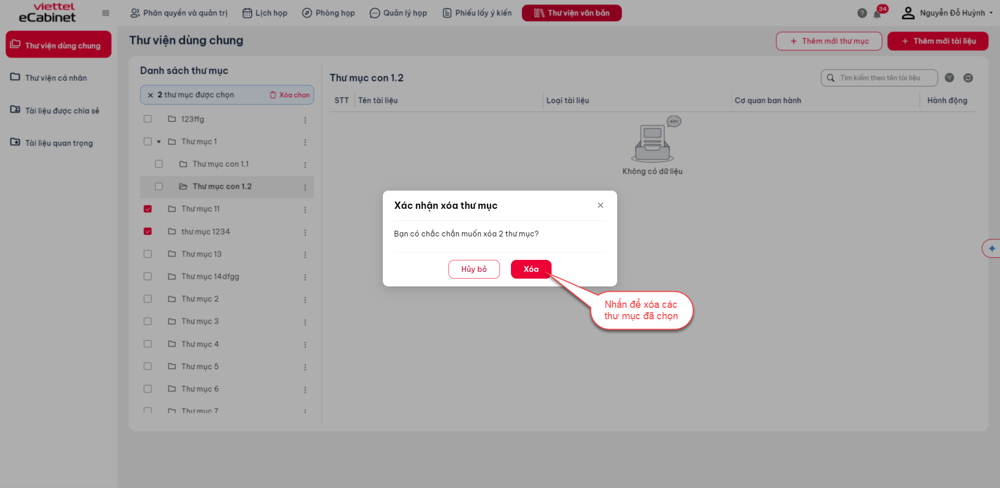 viettel
eCabinet
Phân quyền và quản trị
Lịch họp
Phòng họp
Quản lý họp
Phiếu lấy ý kiến
Thư viện văn bản
34
Nguyễn Đỗ Huỳnh
Thư viện dùng chung
Thư viện cá nhân
Tài liệu được chia sẻ
Tài liệu quan trọng
Thư viện dùng chung
+ Thêm mới thư mục
+ Thêm mới tài liệu
Danh sách thư mục
2 thư mục được chọn
Xóa chọn
123ffg
Thư mục 1
Thư mục con 1.1
Thư mục con 1.2
Thư mục 11
thư mục 1234
Thư mục 13
Thư mục 14dfgg
Thư mục 2
Thư mục 3
Thư mục 4
Thư mục 5
Thư mục 6
Thư mục 7
Thư mục con 1.2
Tìm kiếm theo tên tài liệu
STT
Tên tài liệu
Loại tài liệu
Cơ quan ban hành
Hành động
Không có dữ liệu
Xác nhận xóa thư mục
Bạn có chắc chắn muốn xóa 2 thư mục?
Hủy bỏ
Xóa
Nhấn để xóa các
thư mục đã chọn